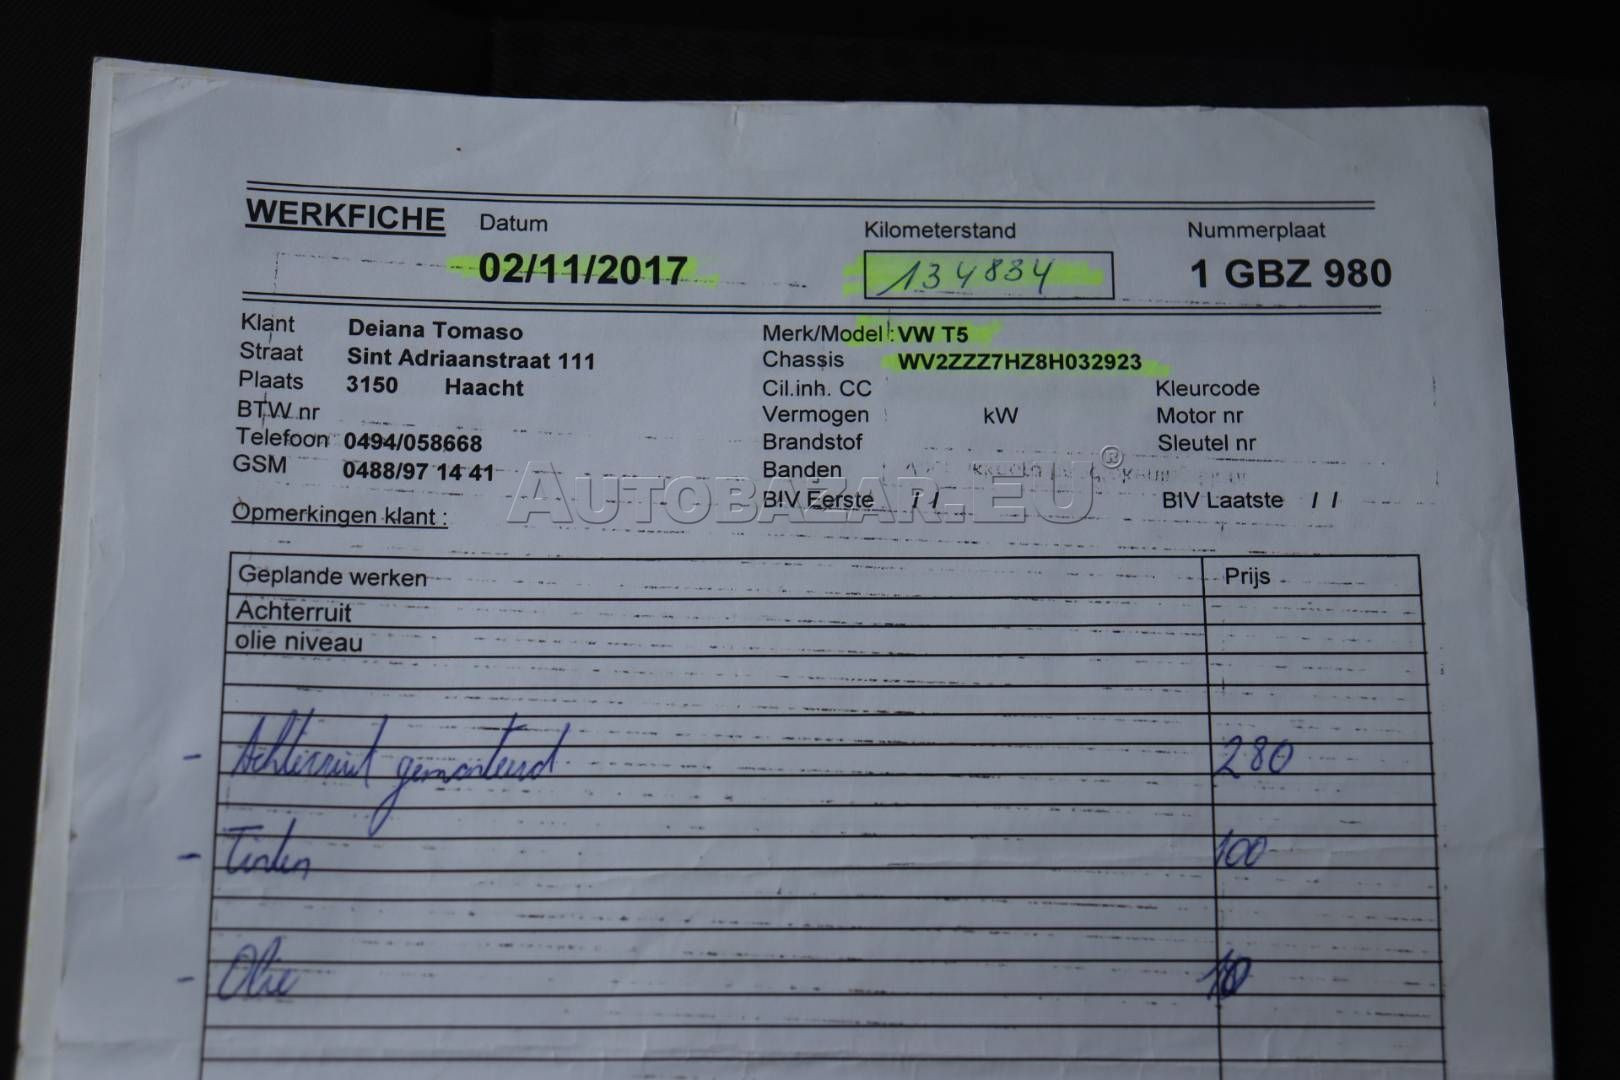 WERKFICHE Datum Kilometerstand Nummerplaat
02/11/2017 134834 1 GBZ 980
Klant Deiana Tomaso Merk/Model : VW T5
Straat Sint Adriaanstraat 111 Chassis WV2ZZZ7HZ8H032923
Plaats 3150 Haacht Cil.inh. CC Kleurcode
BTW nr Vermogen kW Motor nr
Telefoon 0494/058668 Brandstof Sleutel nr
GSM 0488/97 14 41 Banden
AUTOBAZAR.EU®
BIV Eerste / / BIV Laatste / /
Opmerkingen klant :
Geplande werken Prijs
Achterruit
olie niveau
- Achterruit gemonteerd 280
- Tinten 100
- Olie 10